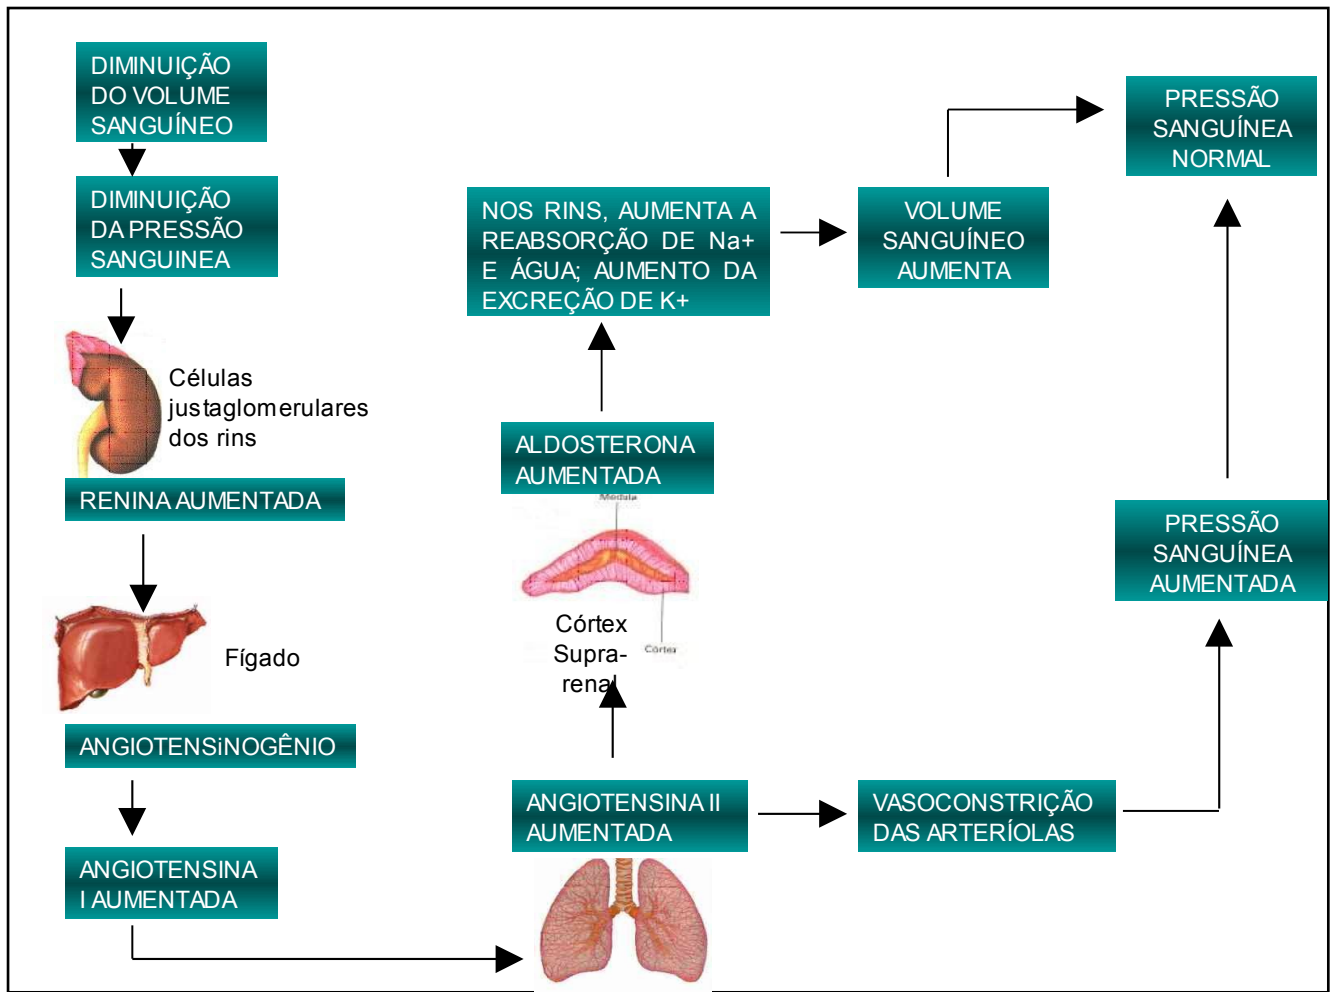 DIMINUIÇÃO
DO VOLUME
SANGUÍNEO
DIMINUIÇÃO
DA PRESSÃO
SANGUINEA
Células
justaglomerulares
dos rins
RENINA AUMENTADA
Fígado
ANGIOTENSiNOGÊNIO
ANGIOTENSINA
I AUMENTADA
ANGIOTENSINA II
AUMENTADA
Córtex
Supra-
renal
Medula
Córtex
ALDOSTERONA
AUMENTADA
NOS RINS, AUMENTA A
REABSORÇÃO DE Na+
E ÁGUA; AUMENTO DA
EXCREÇÃO DE K+
VOLUME
SANGUÍNEO
AUMENTA
VASOCONSTRIÇÃO
DAS ARTERÍOLAS
PRESSÃO
SANGUÍNEA
AUMENTADA
PRESSÃO
SANGUÍNEA
NORMAL